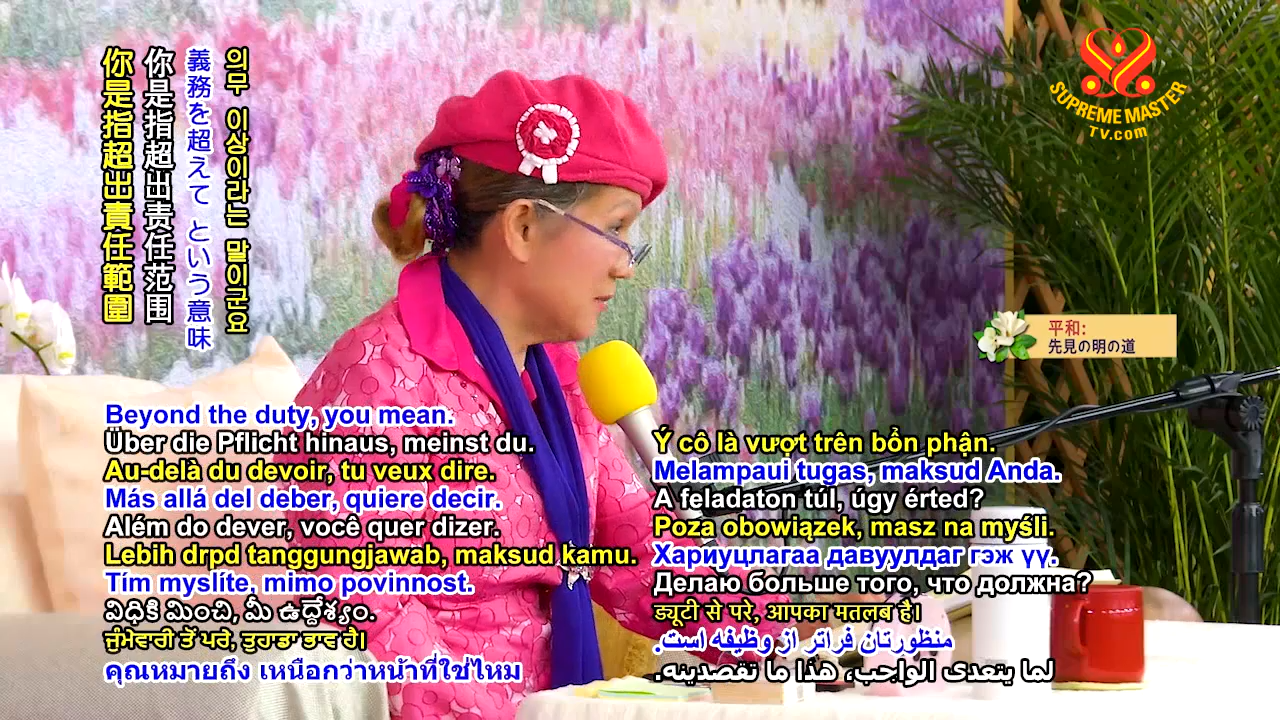 의무 이상이라는 말이군요
義務を超えて という意味
你是指超出责任范围
你是指超出責任範圍
SUPREME MASTER
TV.com
平和:
先見の明の道
Beyond the duty, you mean.
Über die Pflicht hinaus, meinst du.
Au-delà du devoir, tu veux dire.
Más allá del deber, quiere decir.
Além do dever, você quer dizer.
Lebih drpd tanggungjawab, maksud kamu.
Tím myslíte, mimo povinnost.
విధికి మించి, మీ ఉద్దేశ్యం.
ਜ਼ੁੰਮੇਵਾਰੀ ਤੋਂ ਪਰੇ, ਤੁਹਾਡਾ ਭਾਵ ਹੈ।
คุณหมายถึง เหนือกว่าหน้าที่ใช่ไหม
Ý cô là vượt trên bổn phận.
Melampaui tugas, maksud Anda.
A feladaton túl, úgy érted?
Poza obowiązek, masz na myśli.
Хариуцлагаа давуулдаг гэж үү.
Делаю больше того, что должна?
ड्यूटी से परे, आपका मतलब है।
منظورتان فراتر از وظیفه است.
لما يتعدى الواجب، هذا ما تقصدينه.